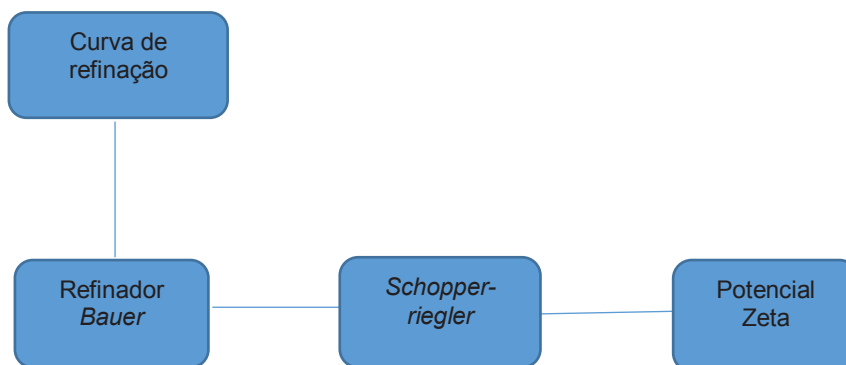 Curva de
refinação
Refinador
Bauer
Schopper-
riegler
Potencial
Zeta